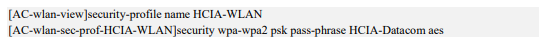 [AC-wlan-view]security-profile name HCIA-WLAN
[AC-wlan-sec-prof-HCIA-WLAN]security wpa-wpa2 psk pass-phrase HCIA-Datacom aes